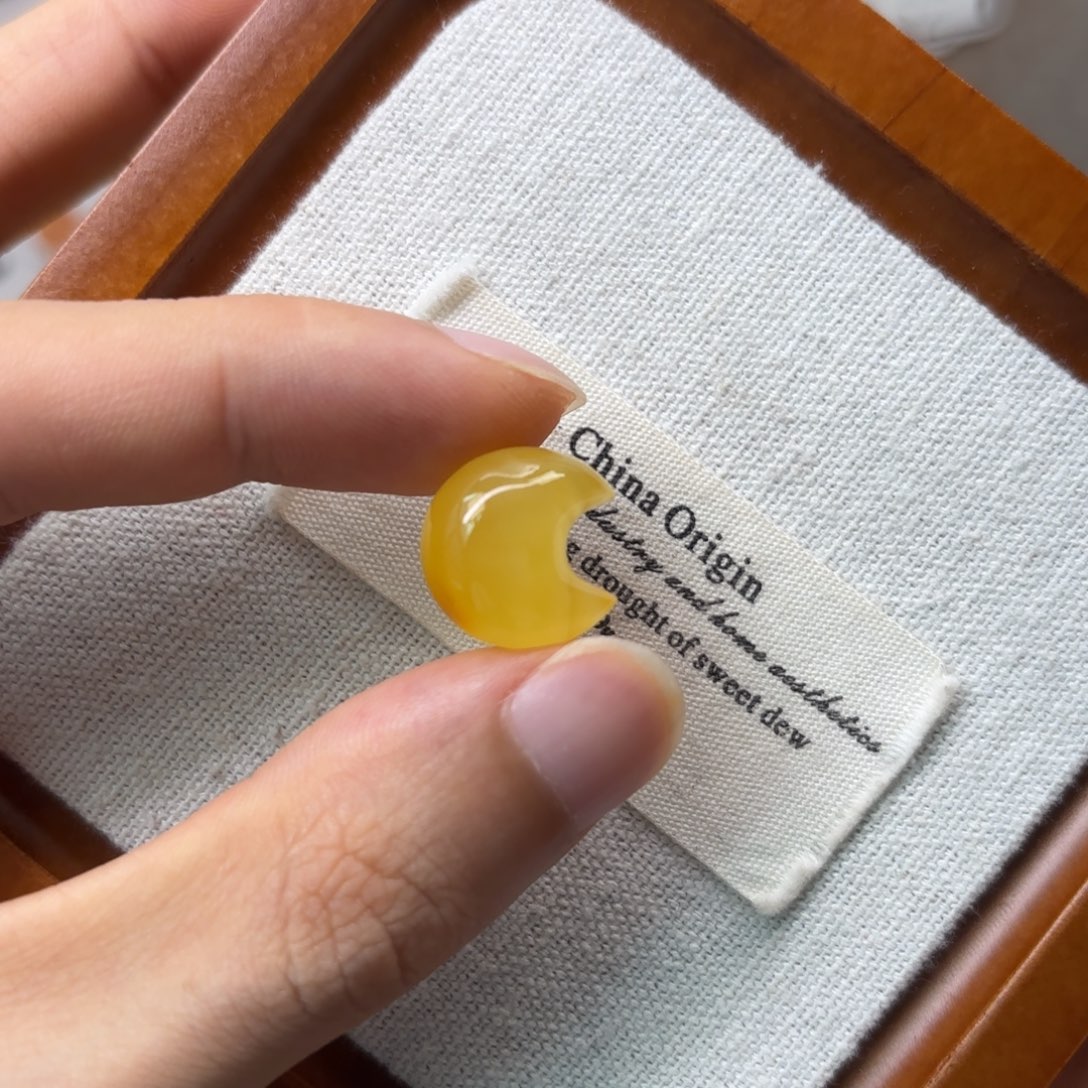 China Origin
and home aesthetics
drought of sweet dew